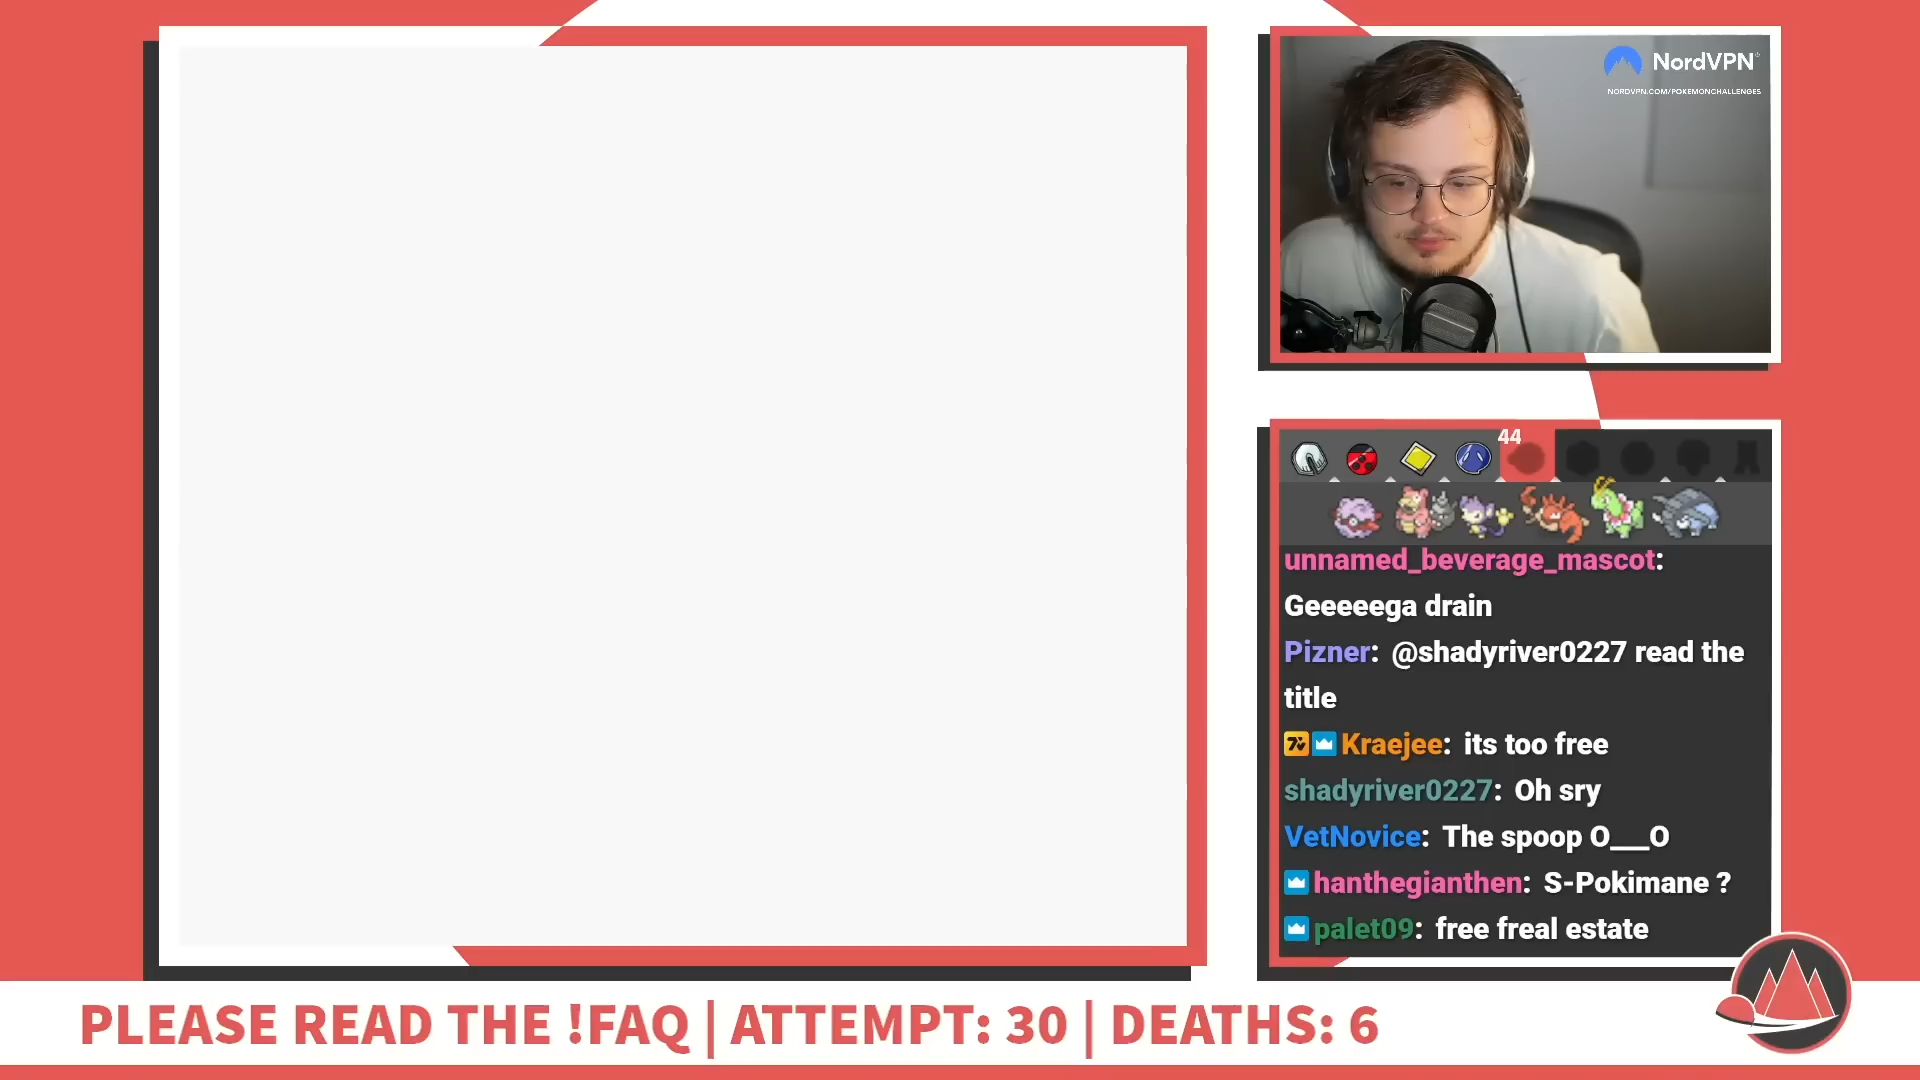 NordVPN
NORDVPN.COM/POKEMONCHALLENGES
44
unnamed_beverage_mascot:
Geeeeega drain
Pizner: @shadyriver0227 read the
title
Kraejee: its too free
shadyriver0227: Oh sry
VetNovice: The spoop O___O
hanthegianthen: S-Pokimane ?
palet09: free freal estate
PLEASE READ THE !FAQ | ATTEMPT: 30 | DEATHS: 6